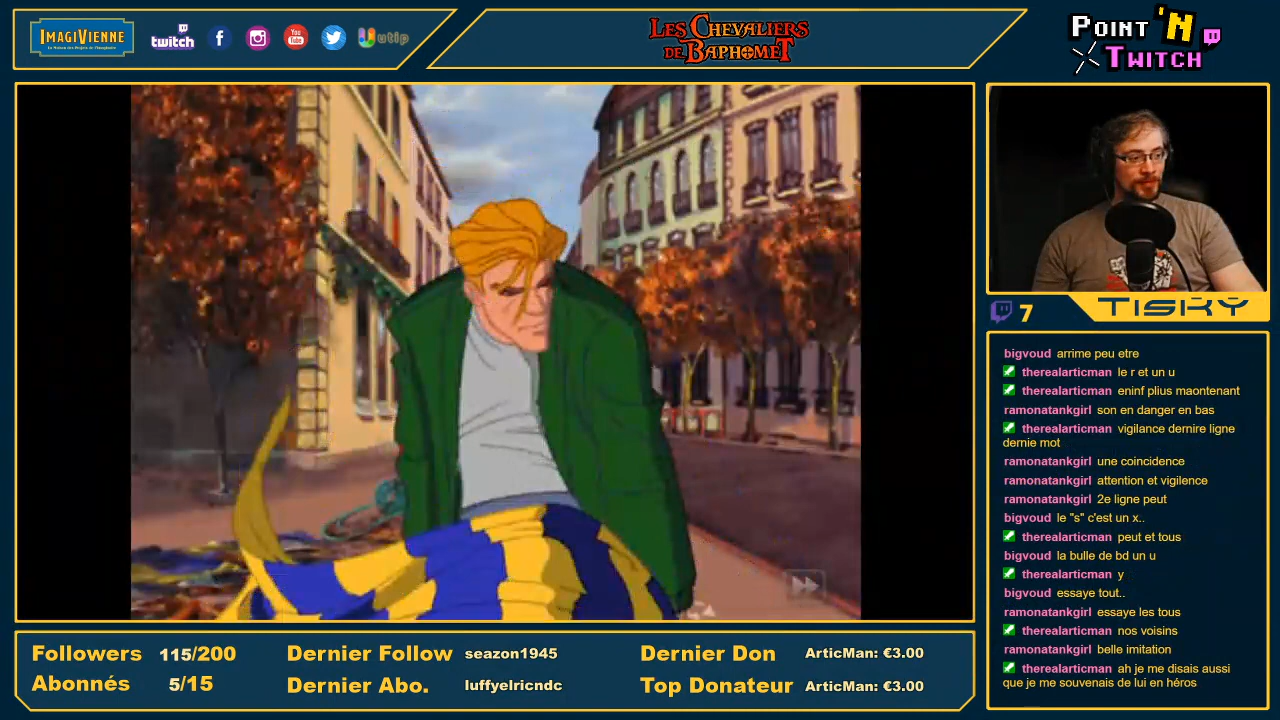 IMAGIVIENNE
twitch
utip
LES CHEVALIERS
DE BAPHOMET
POINT 'N
TWITCH
7
TISKY
bigvoud arrime peu etre
therealarticman le r et un u
therealarticman eninf plius maontenant
ramonatankgirl son en danger en bas
therealarticman vigilance dernire ligne
dernie mot
ramonatankgirl une coincidence
ramonatankgirl attention et vigilence
ramonatankgirl 2e ligne peut
bigvoud le "s" c'est un x..
therealarticman peut et tous
bigvoud la bulle de bd un u
therealarticman y
bigvoud essaye tout..
ramonatankgirl essaye les tous
therealarticman nos voisins
ramonatankgirl belle imitation
therealarticman ah je me disais aussi
que je me souvenais de lui en héros
Followers 115/200 Dernier Follow seazon1945 Dernier Don ArticMan: €3.00
Abonnés 5/15 Dernier Abo. luffyelricndc Top Donateur ArticMan: €3.00